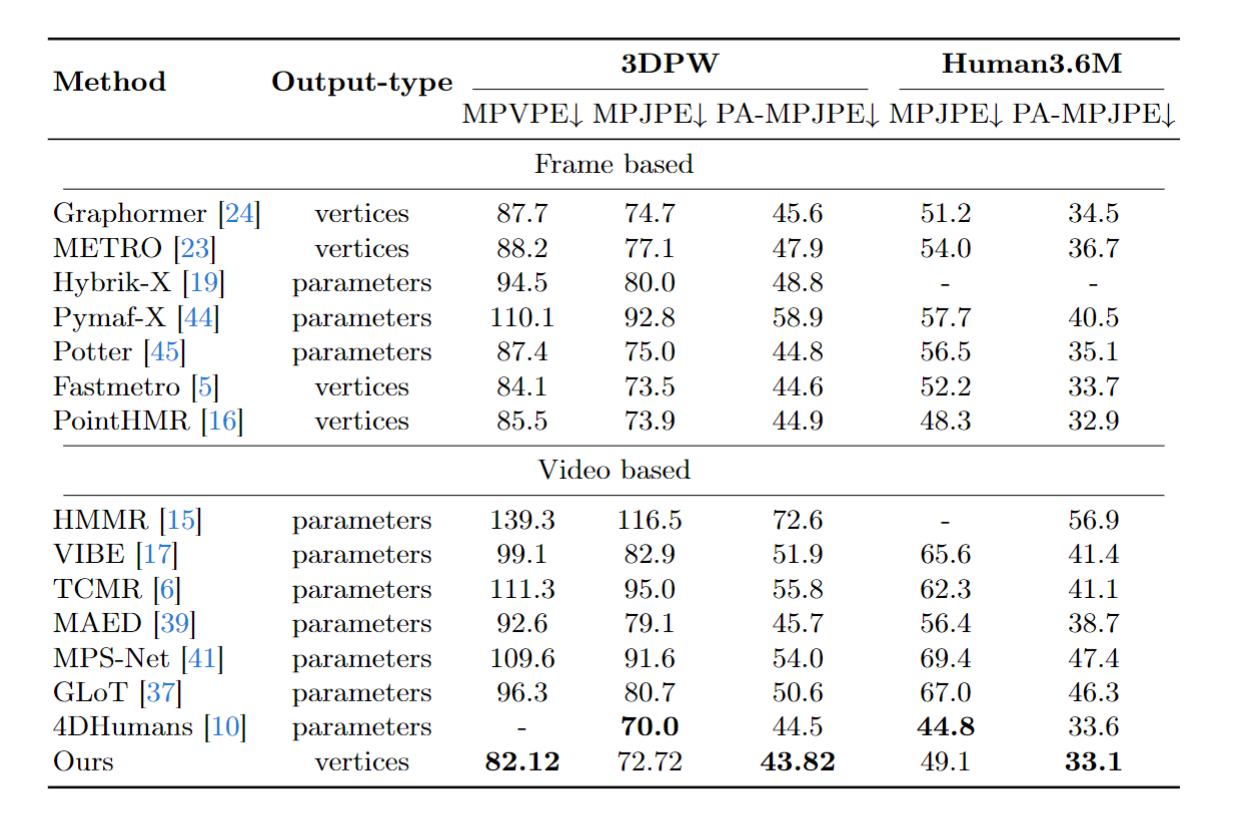 Method Output-type 3DPW Human3.6M
MPVPE↓ MPJPE↓ PA-MPJPE↓ MPJPE↓ PA-MPJPE↓
Frame based
Graphormer [24] vertices 87.7 74.7 45.6 51.2 34.5
METRO [23] vertices 88.2 77.1 47.9 54.0 36.7
Hybrik-X [19] parameters 94.5 80.0 48.8 - -
Pymaf-X [44] parameters 110.1 92.8 58.9 57.7 40.5
Potter [45] parameters 87.4 75.0 44.8 56.5 35.1
Fastmetro [5] vertices 84.1 73.5 44.6 52.2 33.7
PointHMR [16] vertices 85.5 73.9 44.9 48.3 32.9
Video based
HMMR [15] parameters 139.3 116.5 72.6 - 56.9
VIBE [17] parameters 99.1 82.9 51.9 65.6 41.4
TCMR [6] parameters 111.3 95.0 55.8 62.3 41.1
MAED [39] parameters 92.6 79.1 45.7 56.4 38.7
MPS-Net [41] parameters 109.6 91.6 54.0 69.4 47.4
GLoT [37] parameters 96.3 80.7 50.6 67.0 46.3
4DHumans [10] parameters - 70.0 44.5 44.8 33.6
Ours vertices 82.12 72.72 43.82 49.1 33.1